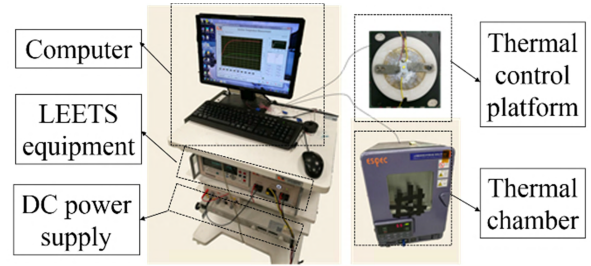 Computer
LEETS
equipment
DC power
supply
Thermal
control
platform
espec
Thermal
chamber